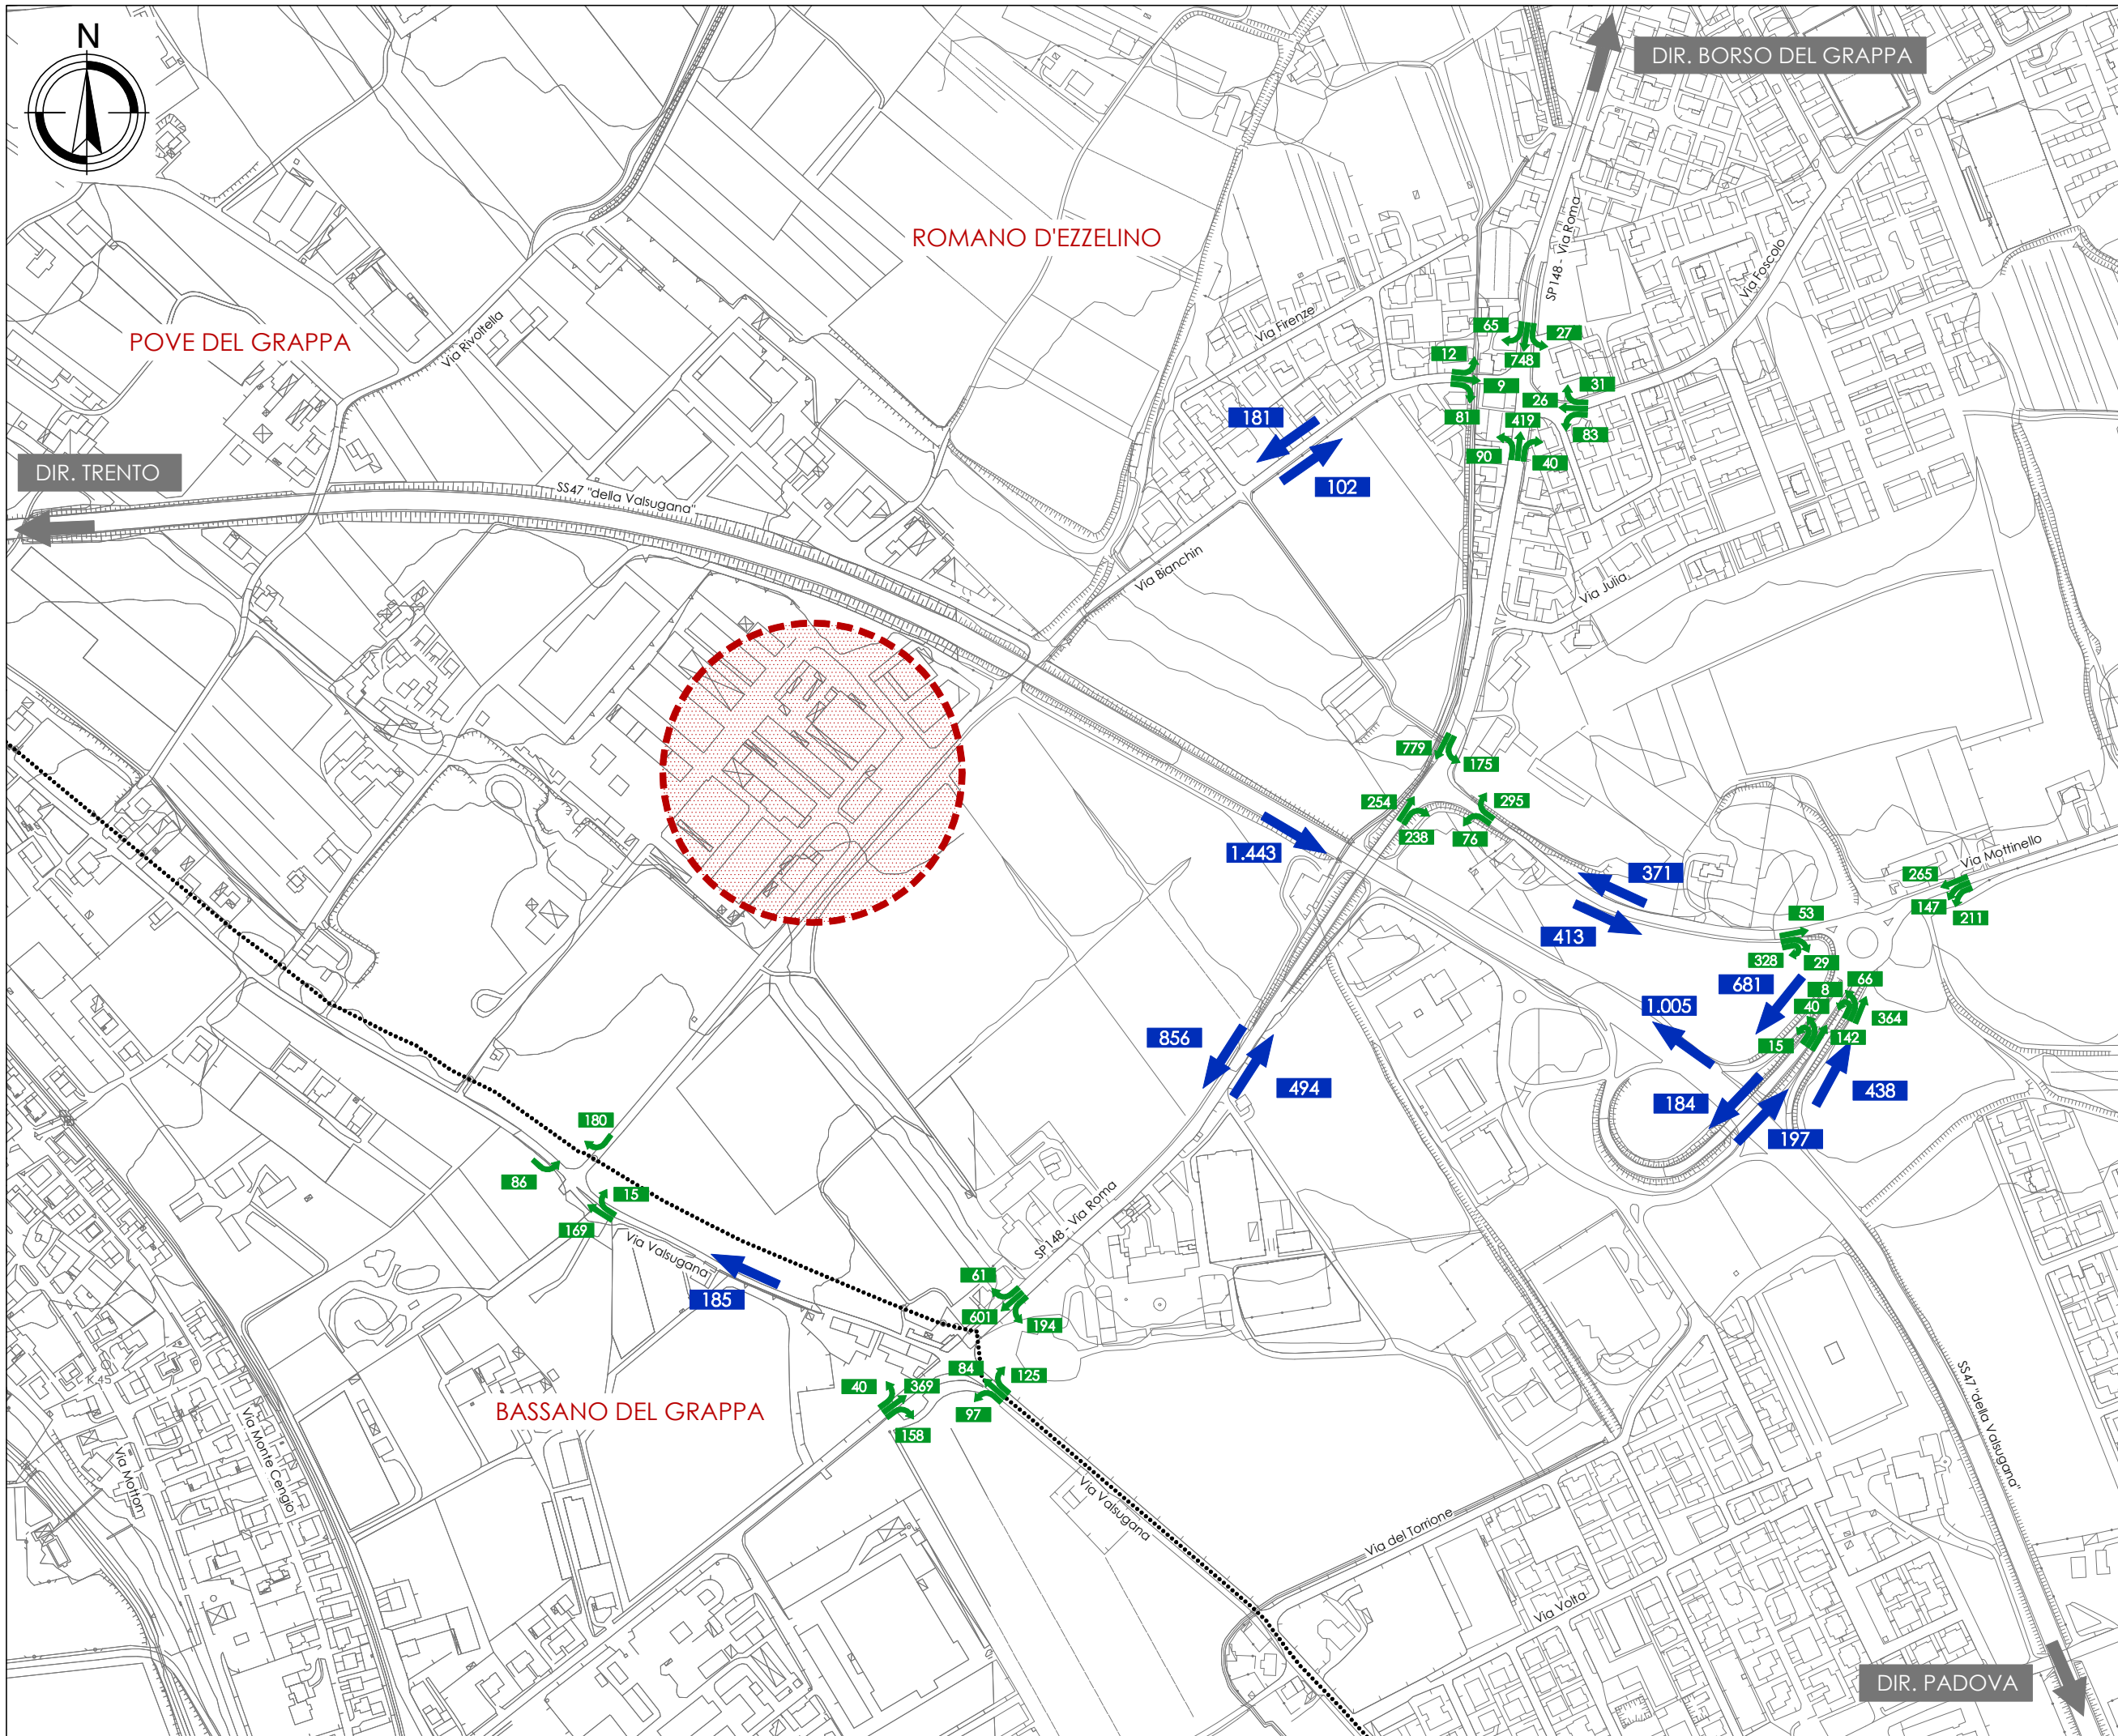 N
DIR. BORSO DEL GRAPPA
ROMANO D'EZZELINO
POVE DEL GRAPPA
DIR. TRENTO
Via Rivoltella
SS47 "della Valsugana"
Via Firenze
SP148 - Via Roma
Via Foscolo
65
27
748
12
9
31
26
81
419
83
90
40
181
102
Via Bianchin
Via Julia
779
175
254
295
238
76
1.443
371
413
Via Mottinello
265
147
211
53
328
29
681
8
66
40
364
1.005
15
142
184
438
197
856
494
180
86
15
169
Via Valsugana
185
SP148 - Via Roma
61
601
194
84
125
40
369
97
158
BASSANO DEL GRAPPA
K 45
Via Motton
Via Monte Cengio
Via Valsugana
Via del Torrione
Via Volta
SS47 "della Valsugana"
DIR. PADOVA